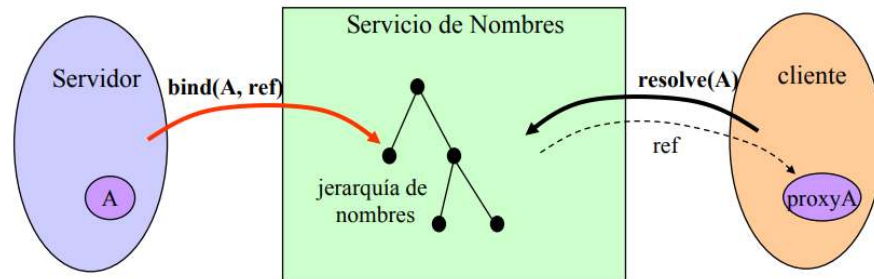 Servidor
bind(A, ref)
A
Servicio de Nombres
jerarquía de
nombres
resolve(A)
cliente
ref
proxyA